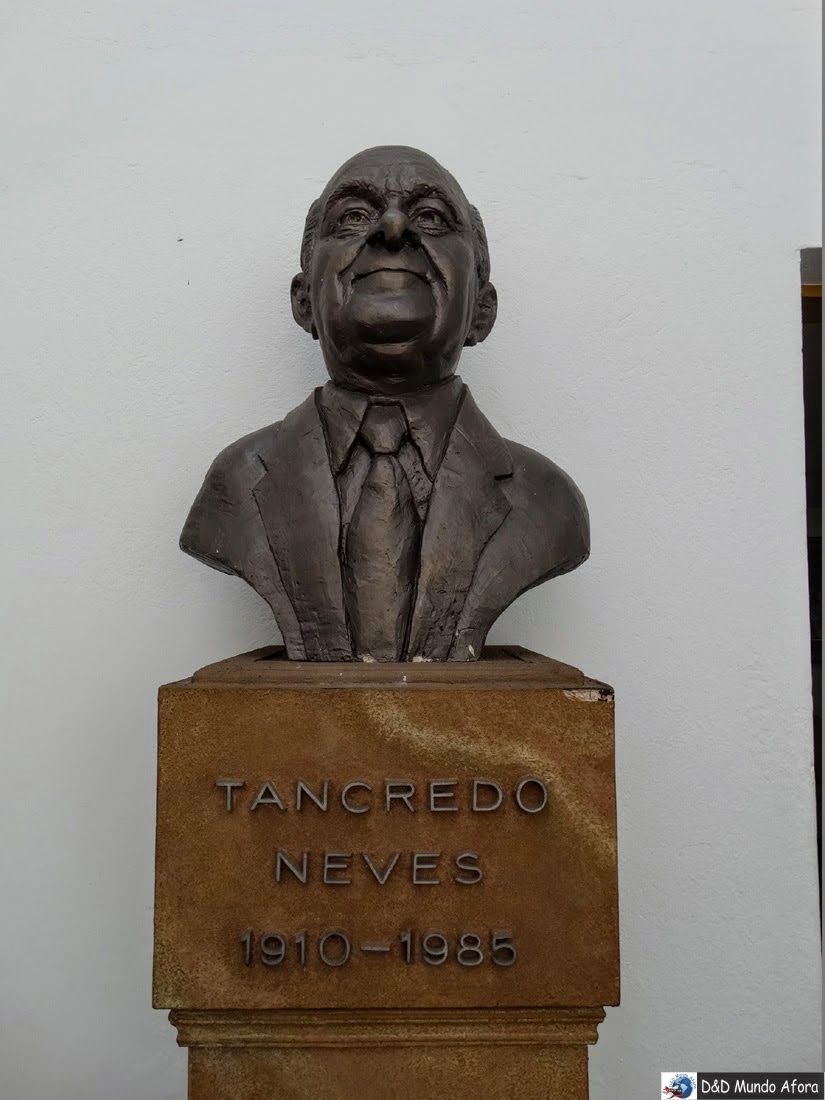 TANCREDO
NEVES
1910-1985
D&D Mundo Afora